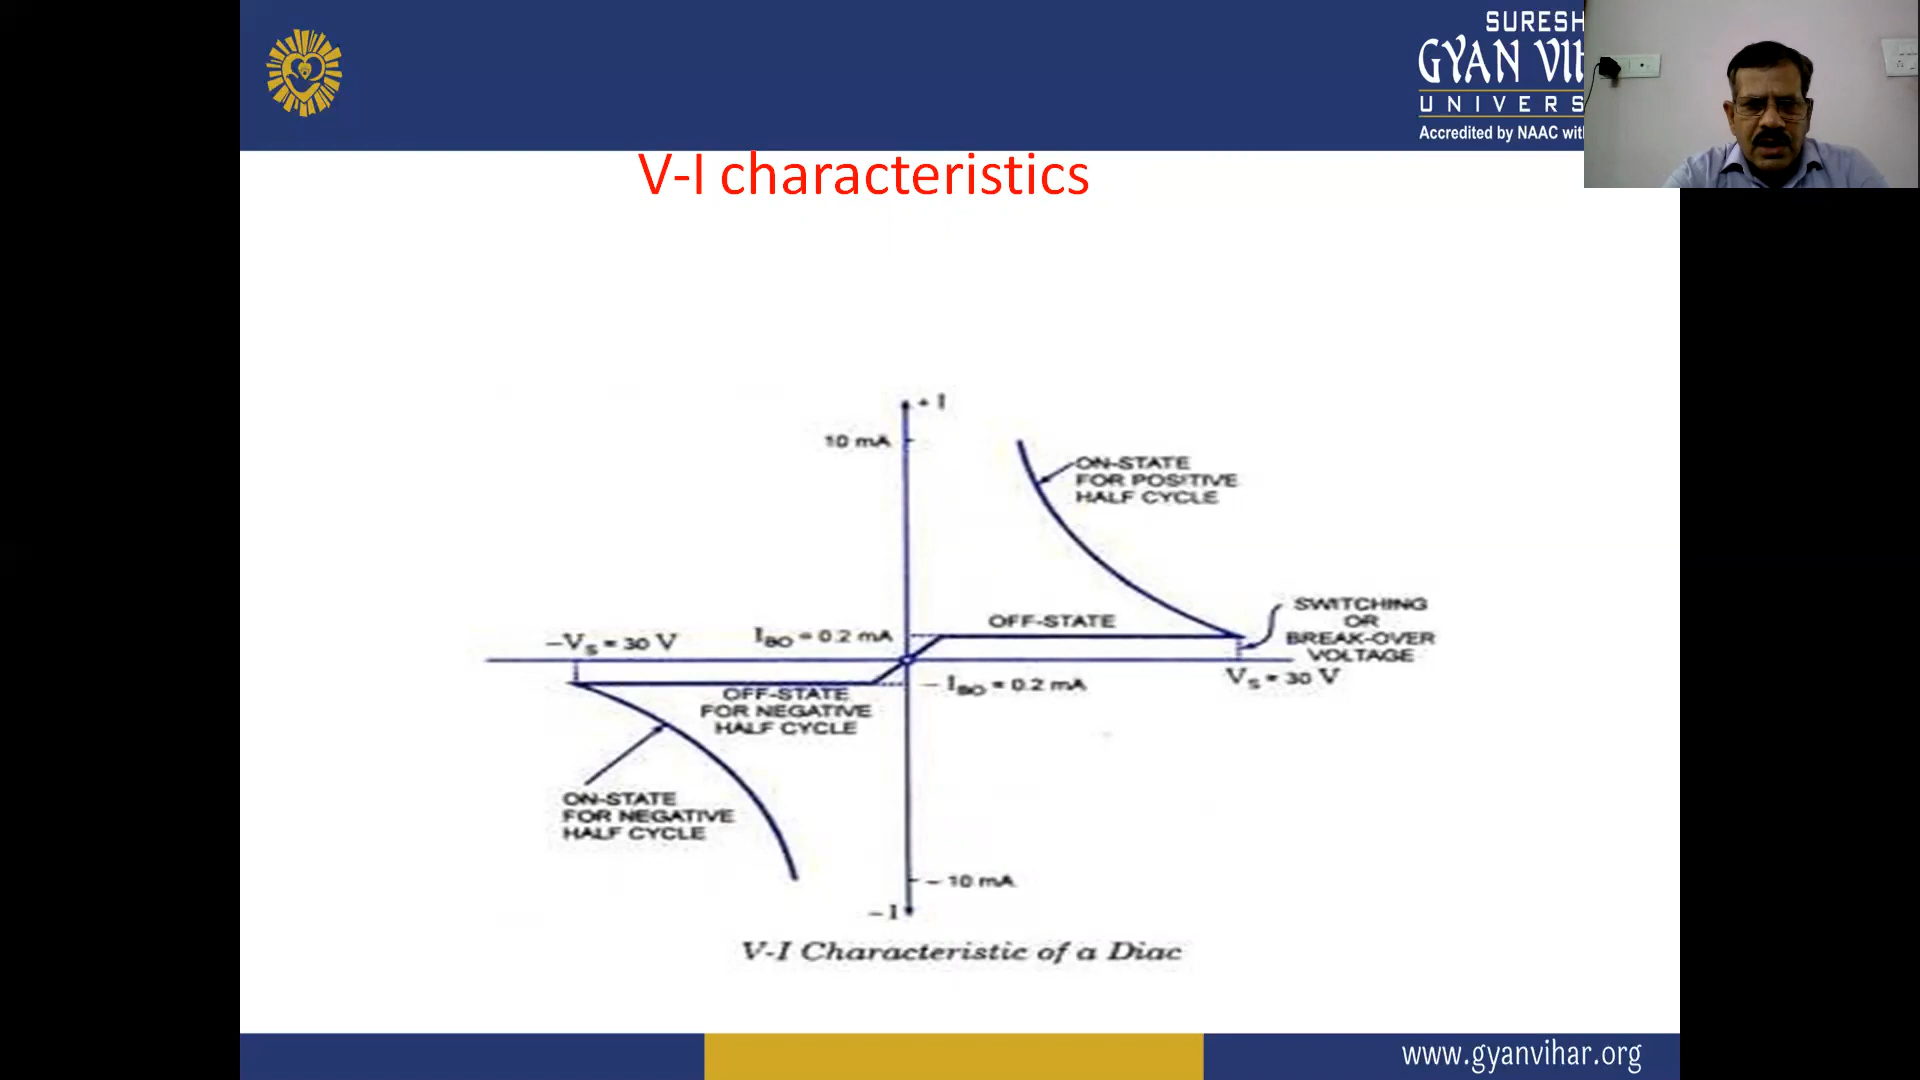 SURESH
GYAN VIH
UNIVERS
Accredited by NAAC with
V-I characteristics
+ I
10 mA
ON-STATE
FOR POSITIVE
HALF CYCLE
OFF-STATE
SWITCHING
OR
BREAK-OVER
VOLTAGE
–VS = 30 V
IBO = 0.2 mA
– IBO = 0.2 mA
VS = 30 V
OFF-STATE
FOR NEGATIVE
HALF CYCLE
ON-STATE
FOR NEGATIVE
HALF CYCLE
– 10 mA
– I
V-I Characteristic of a Diac
www.gyanvihar.org